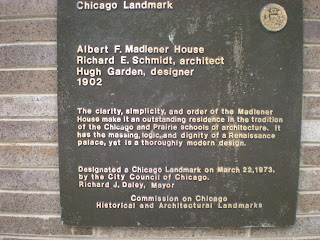 Chicago Landmark
Albert F. Madlener House
Richard E. Schmidt, architect
Hugh Garden, designer
1902
The clarity, simplicity, and order of the Madlener
House make it an outstanding residence in the tradition
of the Chicago and Prairie schools of architecture. It
has the massing, logic, and dignity of a Renaissance
palace, yet is a thoroughly modern design.
Designated a Chicago Landmark on March 22, 1973,
by the City Council of Chicago.
Richard J. Daley, Mayor
Commission on Chicago
Historical and Architectural Landmarks